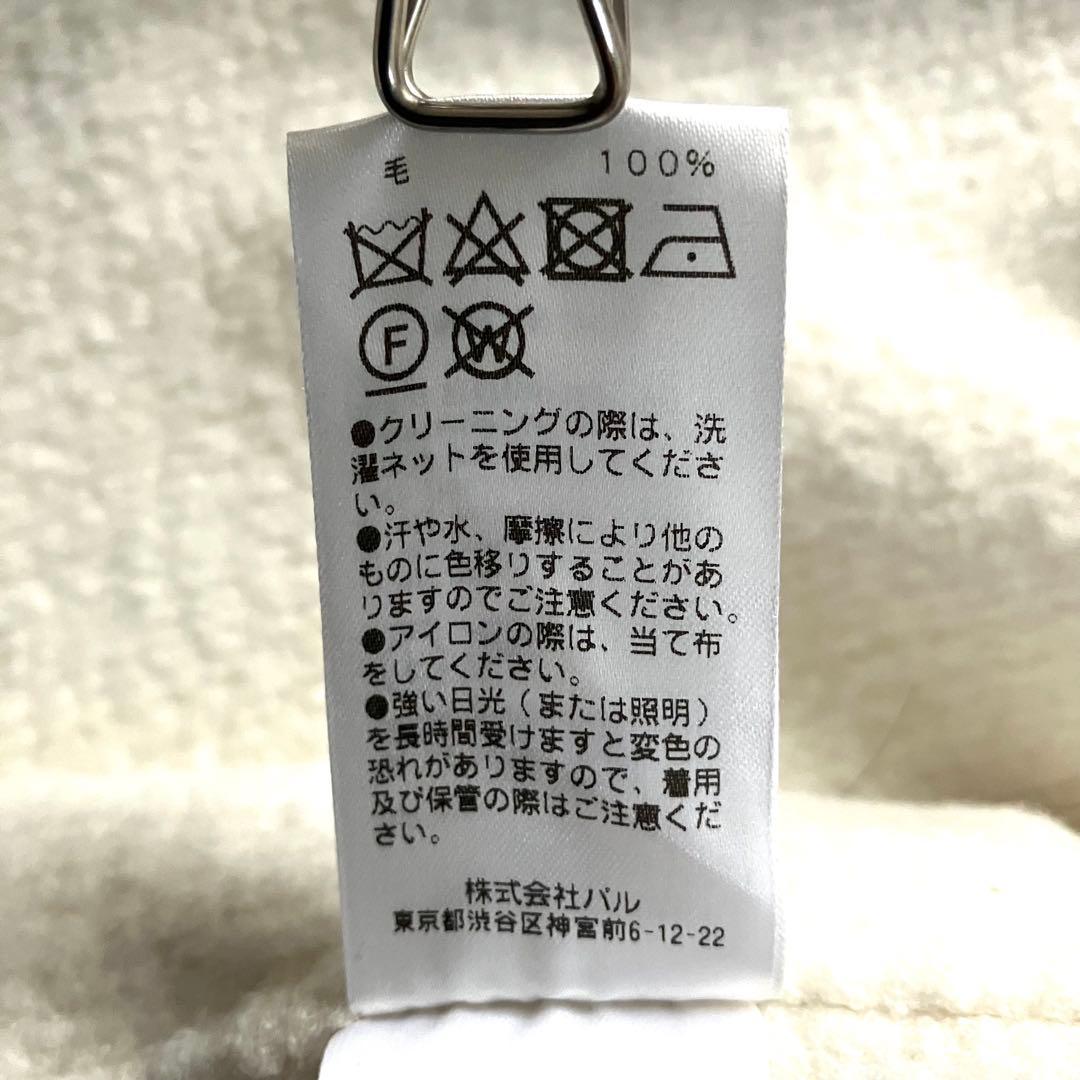 毛 100%
F W
●クリーニングの際は、洗
濯ネットを使用してくださ
い。
●汗や水、摩擦により他の
ものに色移りすることがあ
りますのでご注意ください。
●アイロンの際は、当て布
をしてください。
●強い日光(または照明)
を長時間受けますと変色の
恐れがありますので、着用
及び保管の際はご注意くだ
さい。
株式会社パル
東京都渋谷区神宮前6-12-22